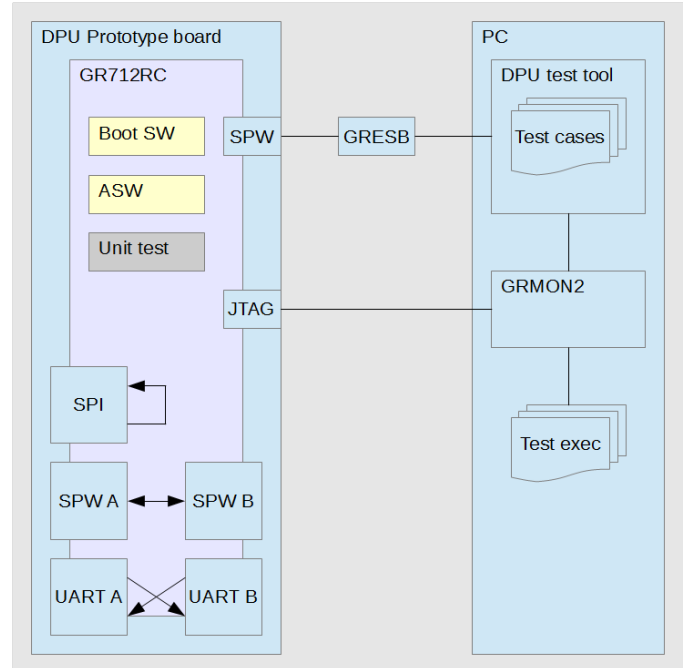 DPU Prototype board
GR712RC
Boot SW
ASW
Unit test
SPW
JTAG
SPI
SPW A
SPW B
UART A
UART B
GRESB
PC
DPU test tool
Test cases
GRMON2
Test exec